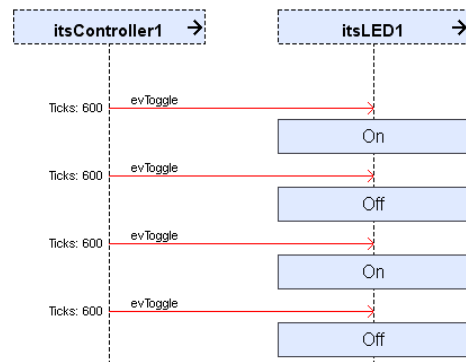 itsController1
itsLED1
evToggle
Ticks: 600
On
evToggle
Ticks: 600
Off
evToggle
Ticks: 600
On
evToggle
Ticks: 600
Off